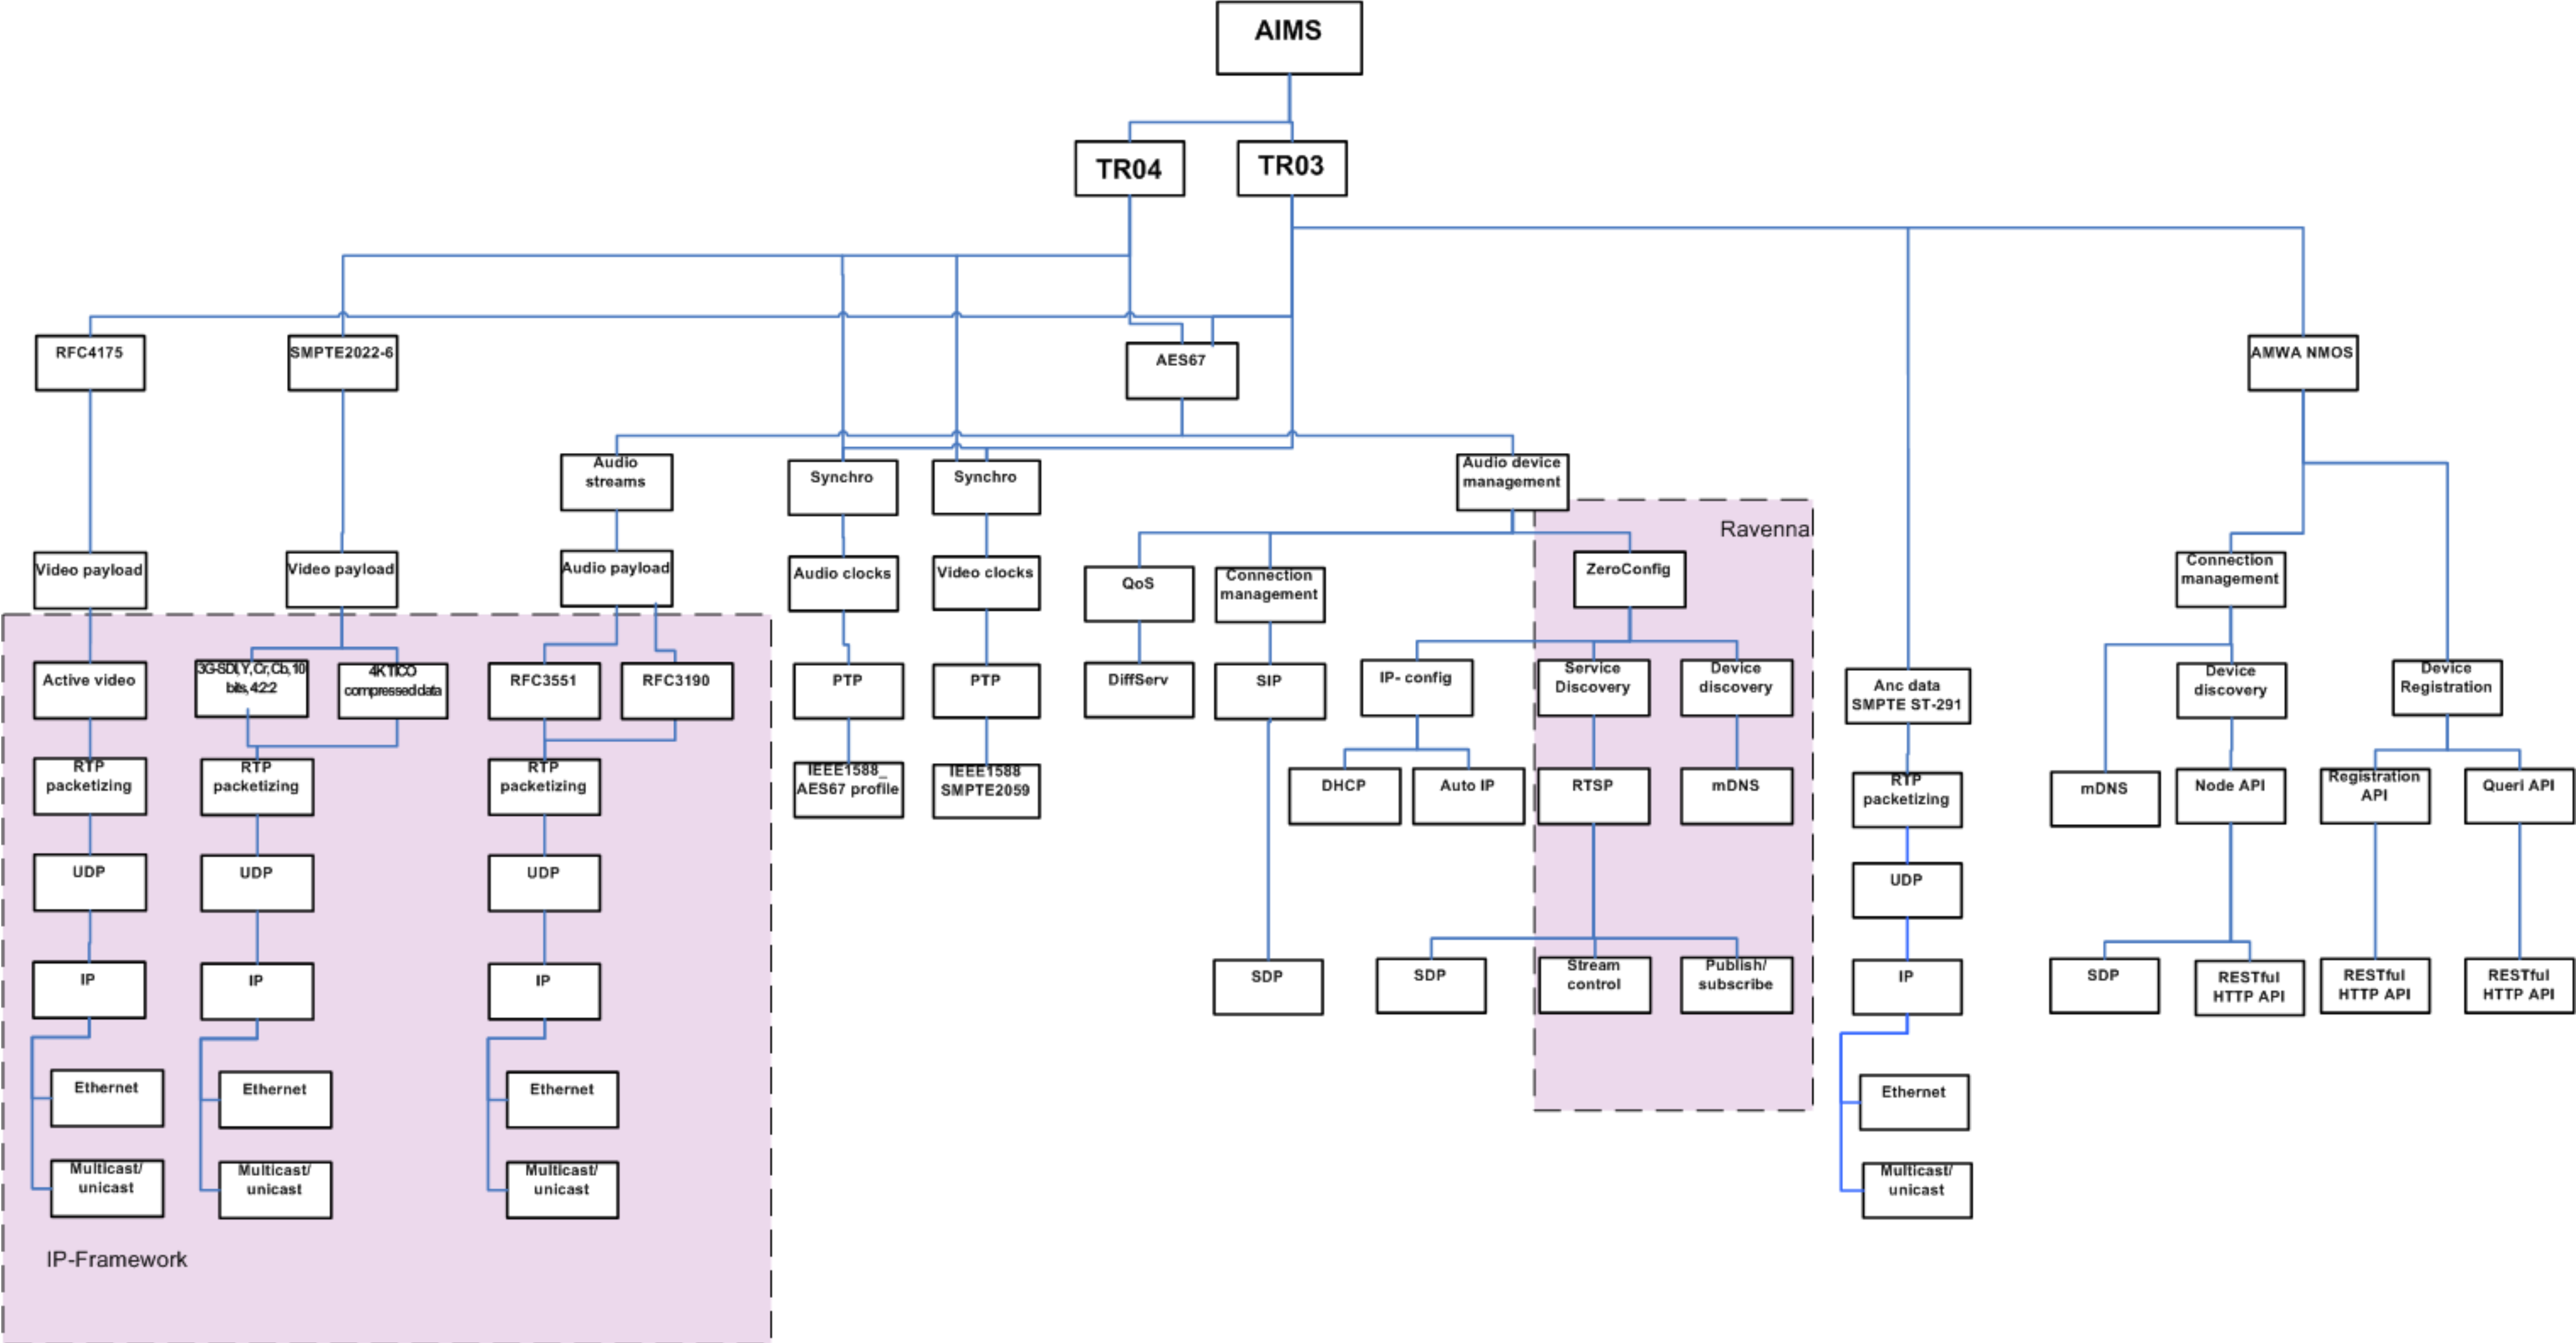 AIMS
TR04
TR03
RFC4175
SMPTE2022-6
AES67
AMWA NMOS
Audio
streams
Synchro
Synchro
Audio device
management
Ravenna
Video payload
Video payload
Audio payload
Audio clocks
Video clocks
QoS
Connection
management
ZeroConfig
Connection
management
Active video
3G-SDI,Y,Cr,Cb,10
bits,4:2:2
4K TICO
compressed data
RFC3551
RFC3190
PTP
PTP
DiffServ
SIP
IP- config
Service
Discovery
Device
discovery
Anc data
SMPTE ST-291
Device
discovery
Device
Registration
RTP
packetizing
RTP
packetizing
RTP
packetizing
IEEE1588_
AES67 profile
IEEE1588
SMPTE2059
DHCP
Auto IP
RTSP
mDNS
RTP
packetizing
mDNS
Node API
Registration
API
Queri API
UDP
UDP
UDP
UDP
IP
IP
IP
SDP
SDP
Stream
control
Publish/
subscribe
IP
SDP
RESTful
HTTP API
RESTful
HTTP API
RESTful
HTTP API
Ethernet
Ethernet
Ethernet
Ethernet
Multicast/
unicast
Multicast/
unicast
Multicast/
unicast
Multicast/
unicast
IP-Framework